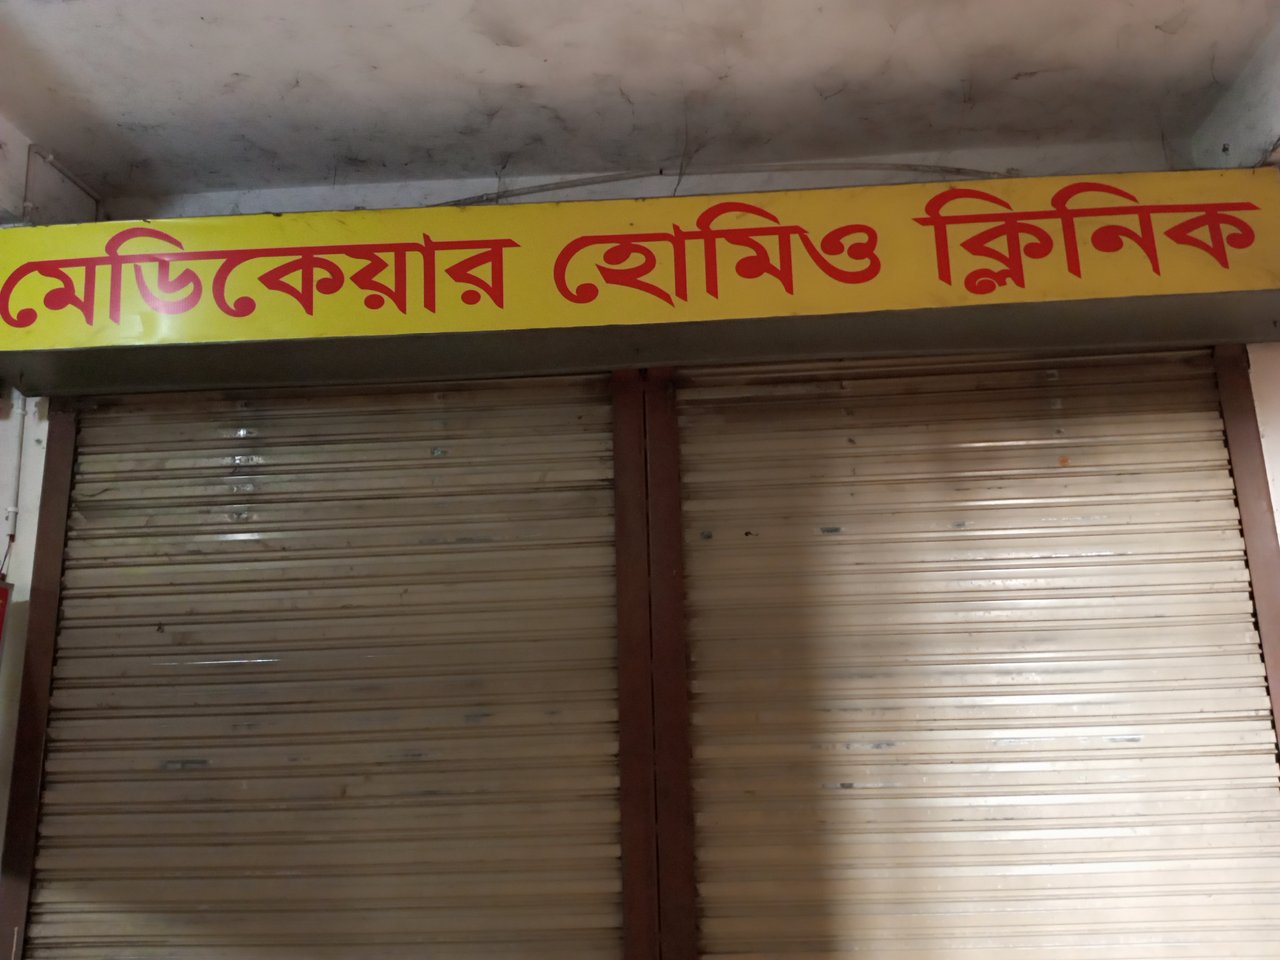 মেডিকেয়ার হোমিও ক্লিনিক